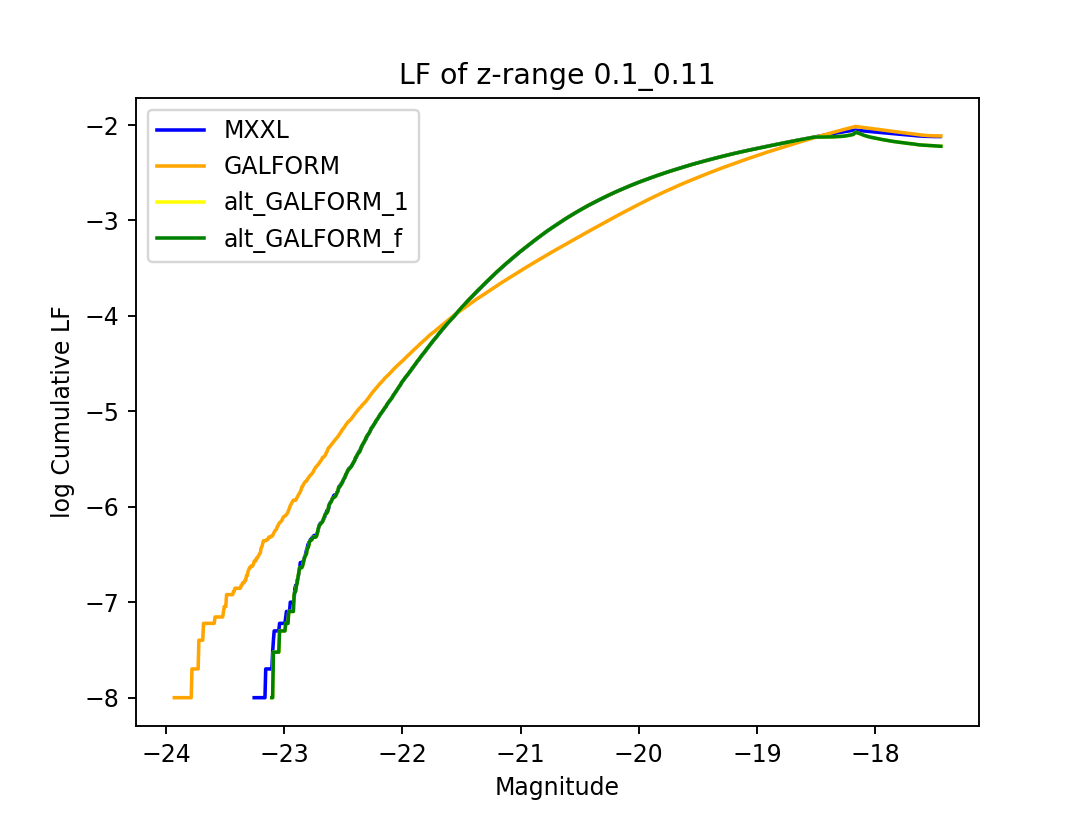 LF of z-range 0.1_0.11
MXXL
GALFORM
alt_GALFORM_1
alt_GALFORM_f
log Cumulative LF
−2
−3
−4
−5
−6
−7
−8
−24 −23 −22 −21 −20 −19 −18
Magnitude